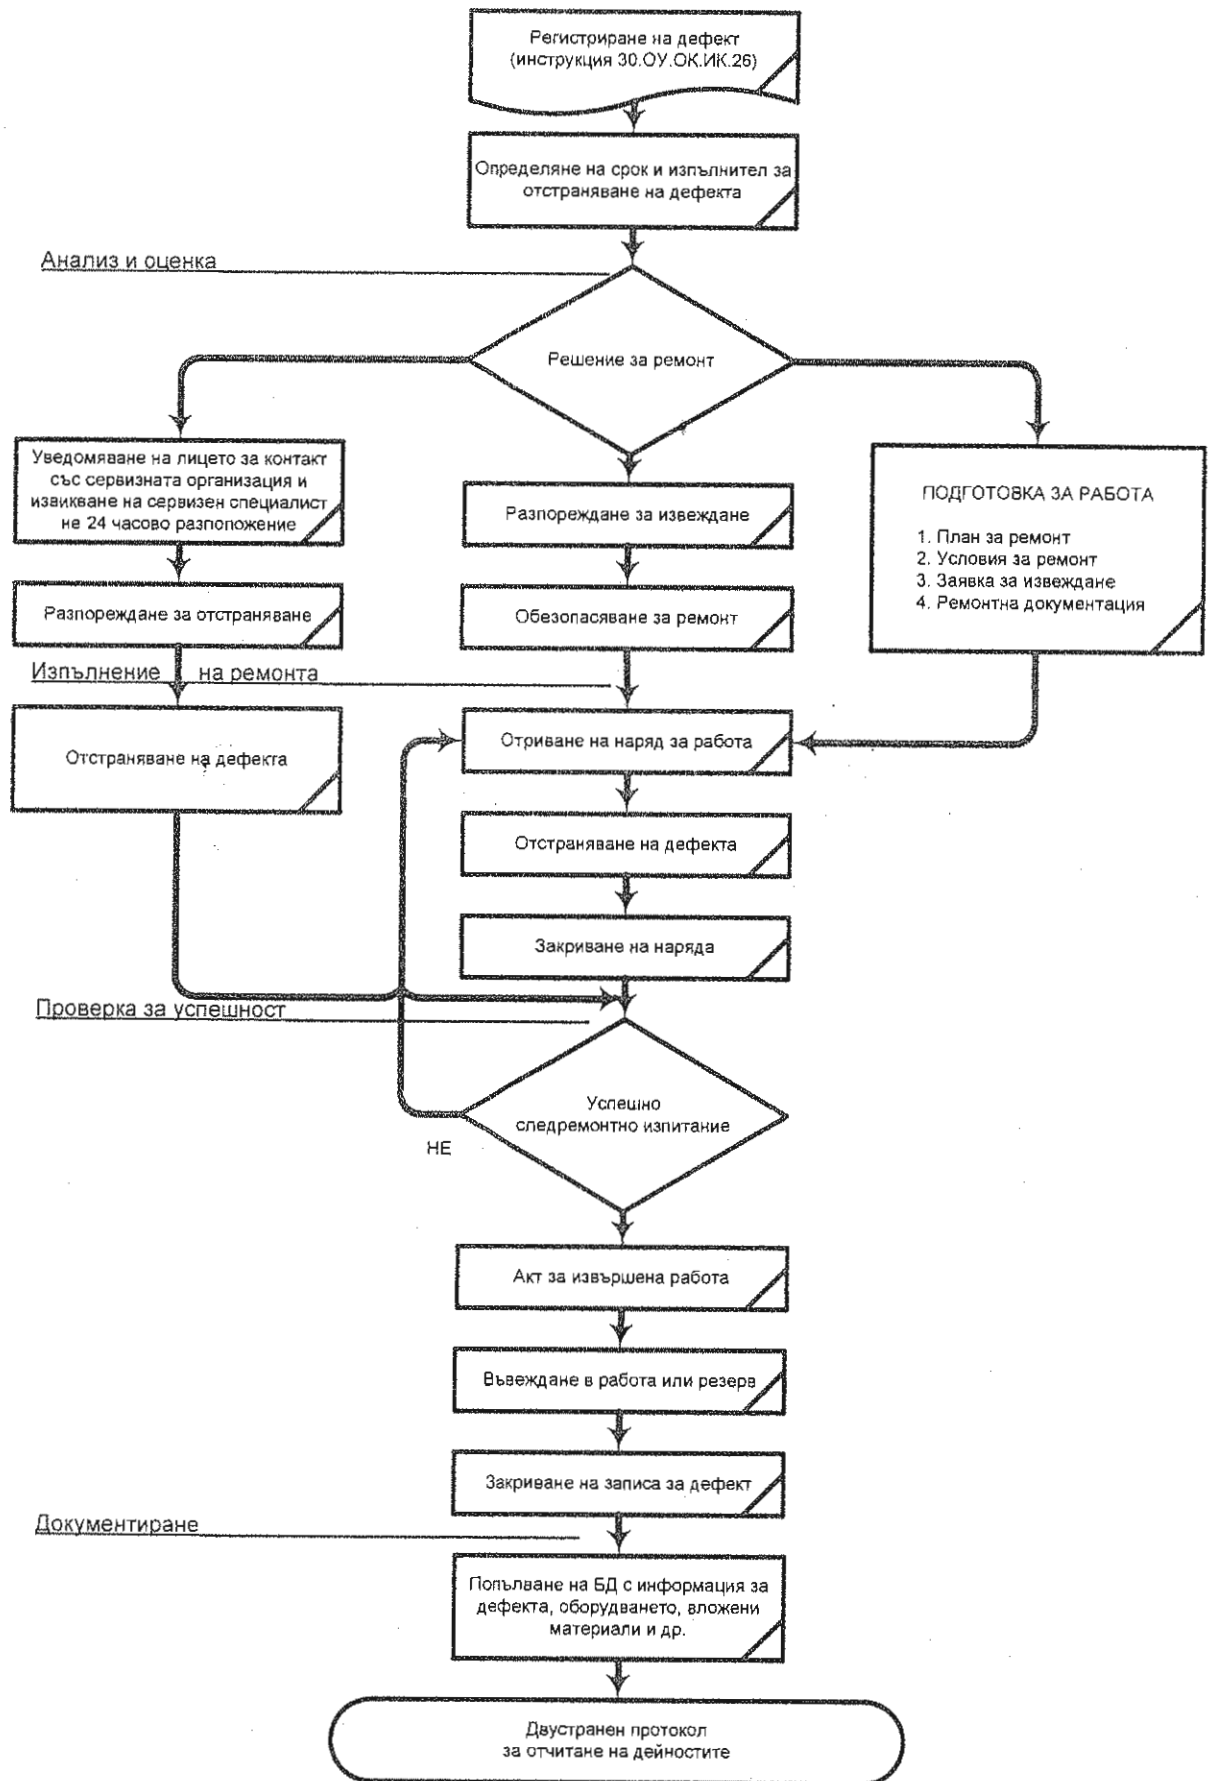 Регистриране на дефект
(инструкция 30.ОУ.ОК.ИК.26)
Определяне на срок и изпълнител за
отстраняване на дефекта
Анализ и оценка
Решение за ремонт
Уведомяване на лицето за контакт
със сервизната организация и
извикване на сервизен специалист
не 24 часово разположение
Разпореждане за извеждане
ПОДГОТОВКА ЗА РАБОТА
1. План за ремонт
2. Условия за ремонт
3. Заявка за извеждане
4. Ремонтна документация
Разпореждане за отстраняване
Обезопасяване за ремонт
Изпълнение на ремонта
Отстраняване на дефекта
Отриване на наряд за работа
Отстраняване на дефекта
Закриване на наряда
Проверка за успешност
Успешно
следремонтно изпитание
НЕ
Акт за извършена работа
Въвеждане в работа или резерв
Закриване на записа за дефект
Документиране
Попълване на БД с информация за
дефекта, оборудването, вложени
материали и др.
Двустранен протокол
за отчитане на дейностите